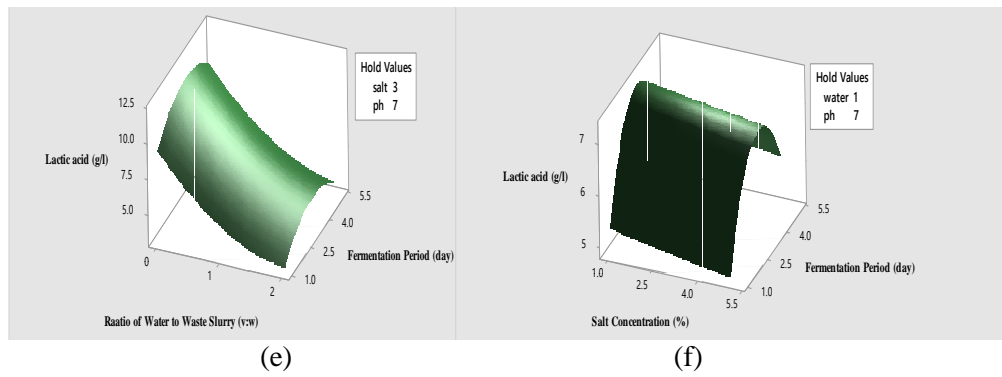 Hold Values
salt 3
ph 7
12.5
10.0
7.5
5.0
Lactic acid (g/l)
0
1
2
1.0
2.5
4.0
5.5
Fermentation Period (day)
Raatio of Water to Waste Slurry (v:w)
(e)
Hold Values
water 1
ph 7
7
6
5
Lactic acid (g/l)
1.0
2.5
4.0
5.5
1.0
2.5
4.0
5.5
Fermentation Period (day)
Salt Concentration (%)
(f)